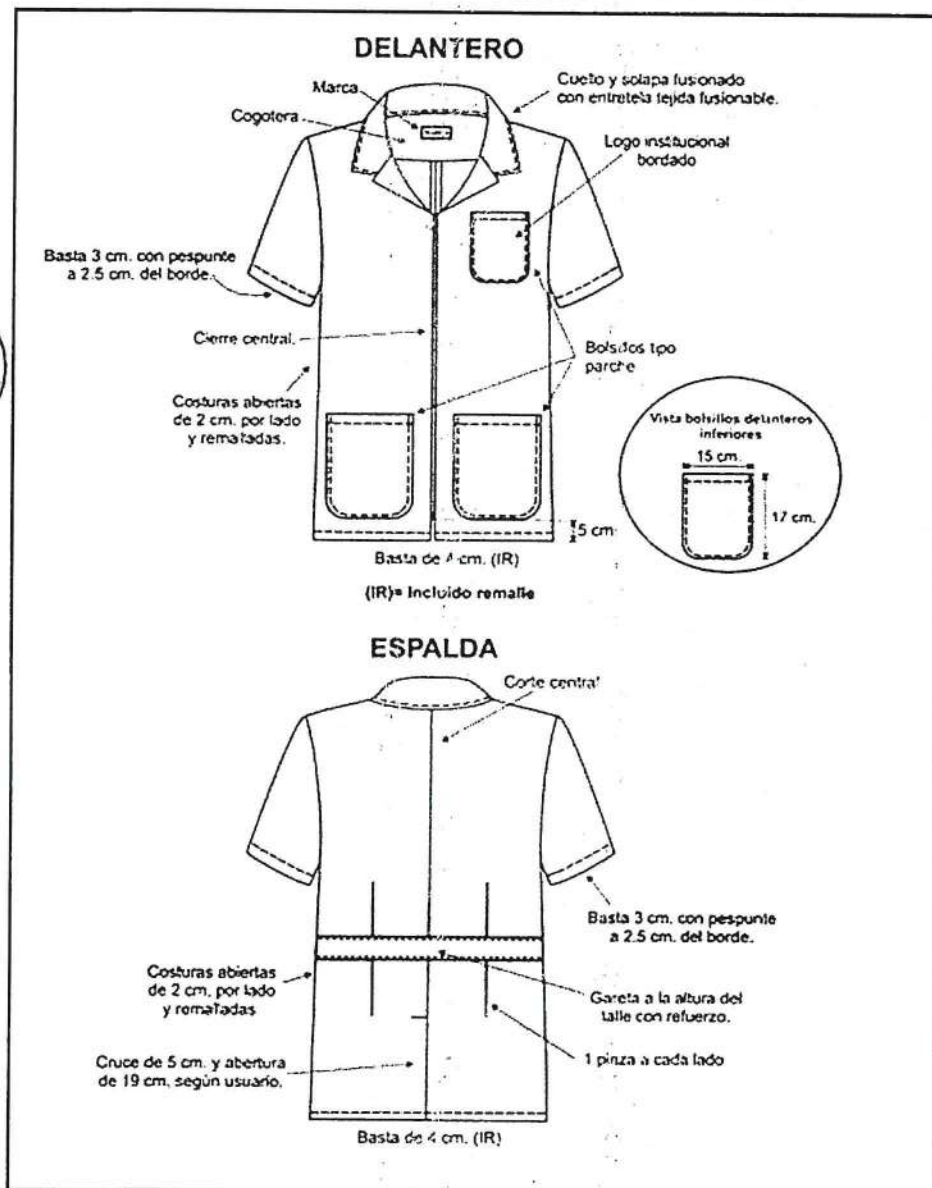 DELANTERO
Marca
Cogotera
Cuello y solapa fusionado
con entretela tejida fusionable.
Logo institucional
bordado
Basta 3 cm. con pespunte
a 2.5 cm. del borde.
Cierre central.
Bolsillos tipo
parche
Costuras abiertas
de 2 cm. por lado
y remalladas.
Vista bolsillos delanteros
inferiores
15 cm.
17 cm.
5 cm
Basta de 4 cm. (IR)
(IR)= Incluido remalle
ESPALDA
Corte central
Basta 3 cm. con pespunte
a 2.5 cm. del borde.
Costuras abiertas
de 2 cm. por lado
y remalladas
Gareta a la altura del
talle con refuerzo.
1 pinza a cada lado
Cruce de 5 cm. y abertura
de 19 cm. según usuario.
Basta de 4 cm. (IR)